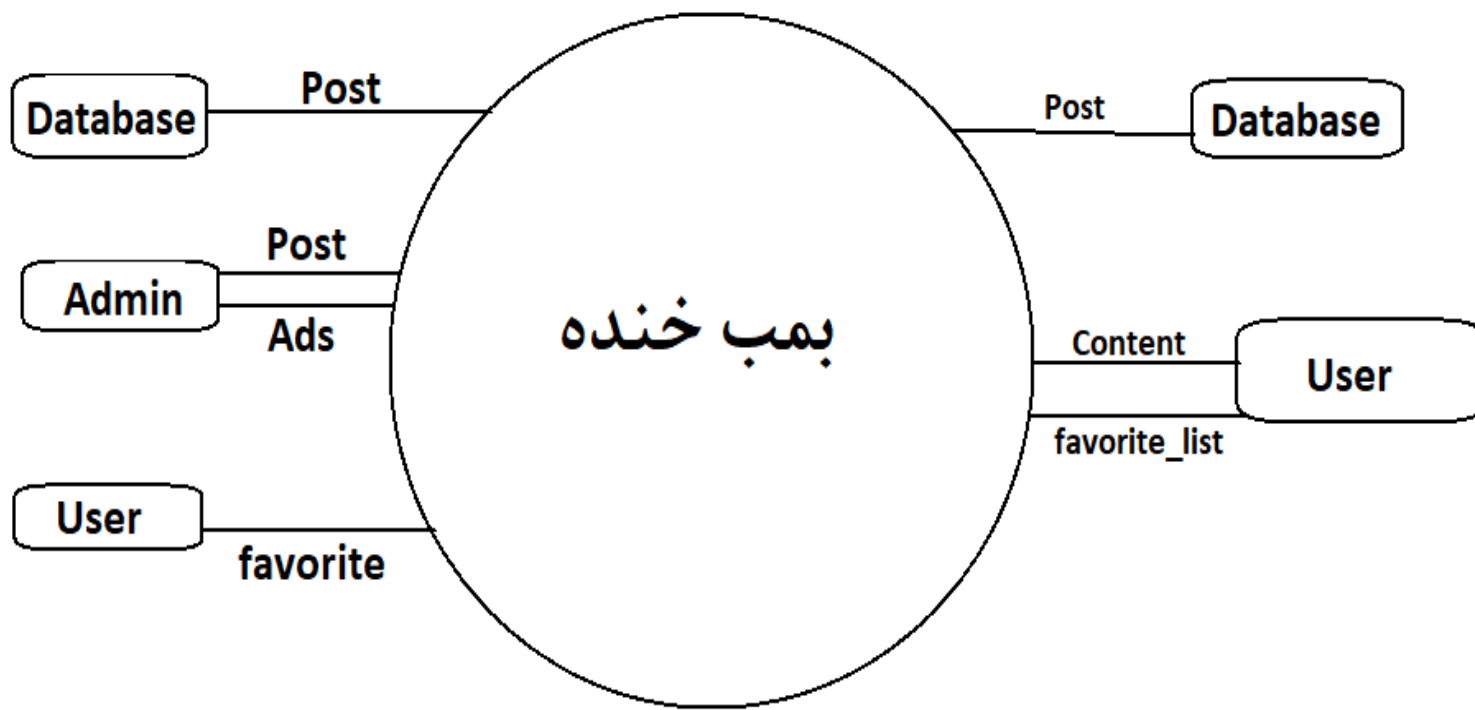 Post
Database
Post
Admin
Ads
User
favorite
بمب خنده
Post
Database
Content
User
favorite_list